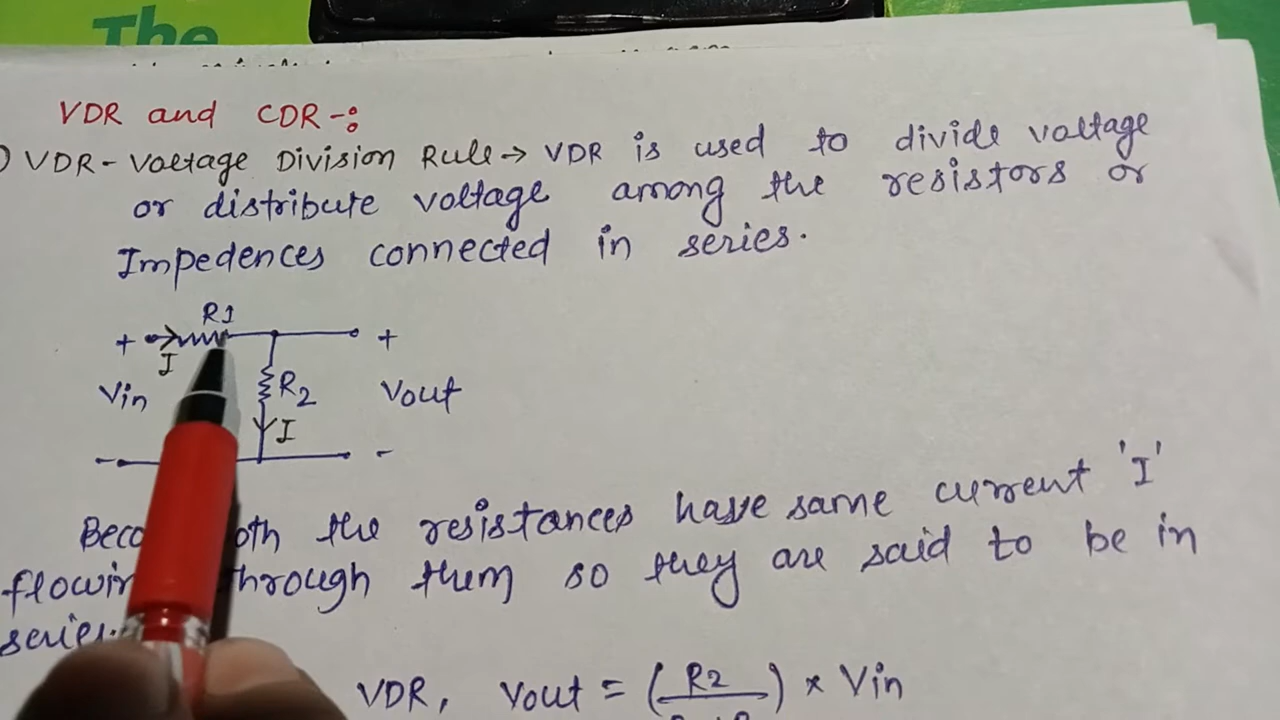 The
VDR and CDR-:
VDR - Voltage Division Rule → VDR is used to divide voltage
or distribute voltage among the resistors or
Impedences connected in series.
R1
+ I +
Vin R2 Vout
I
- -
the resistances have same current 'I'
through them so they are said to be in
series.
VDR, Vout = (R2/) × Vin